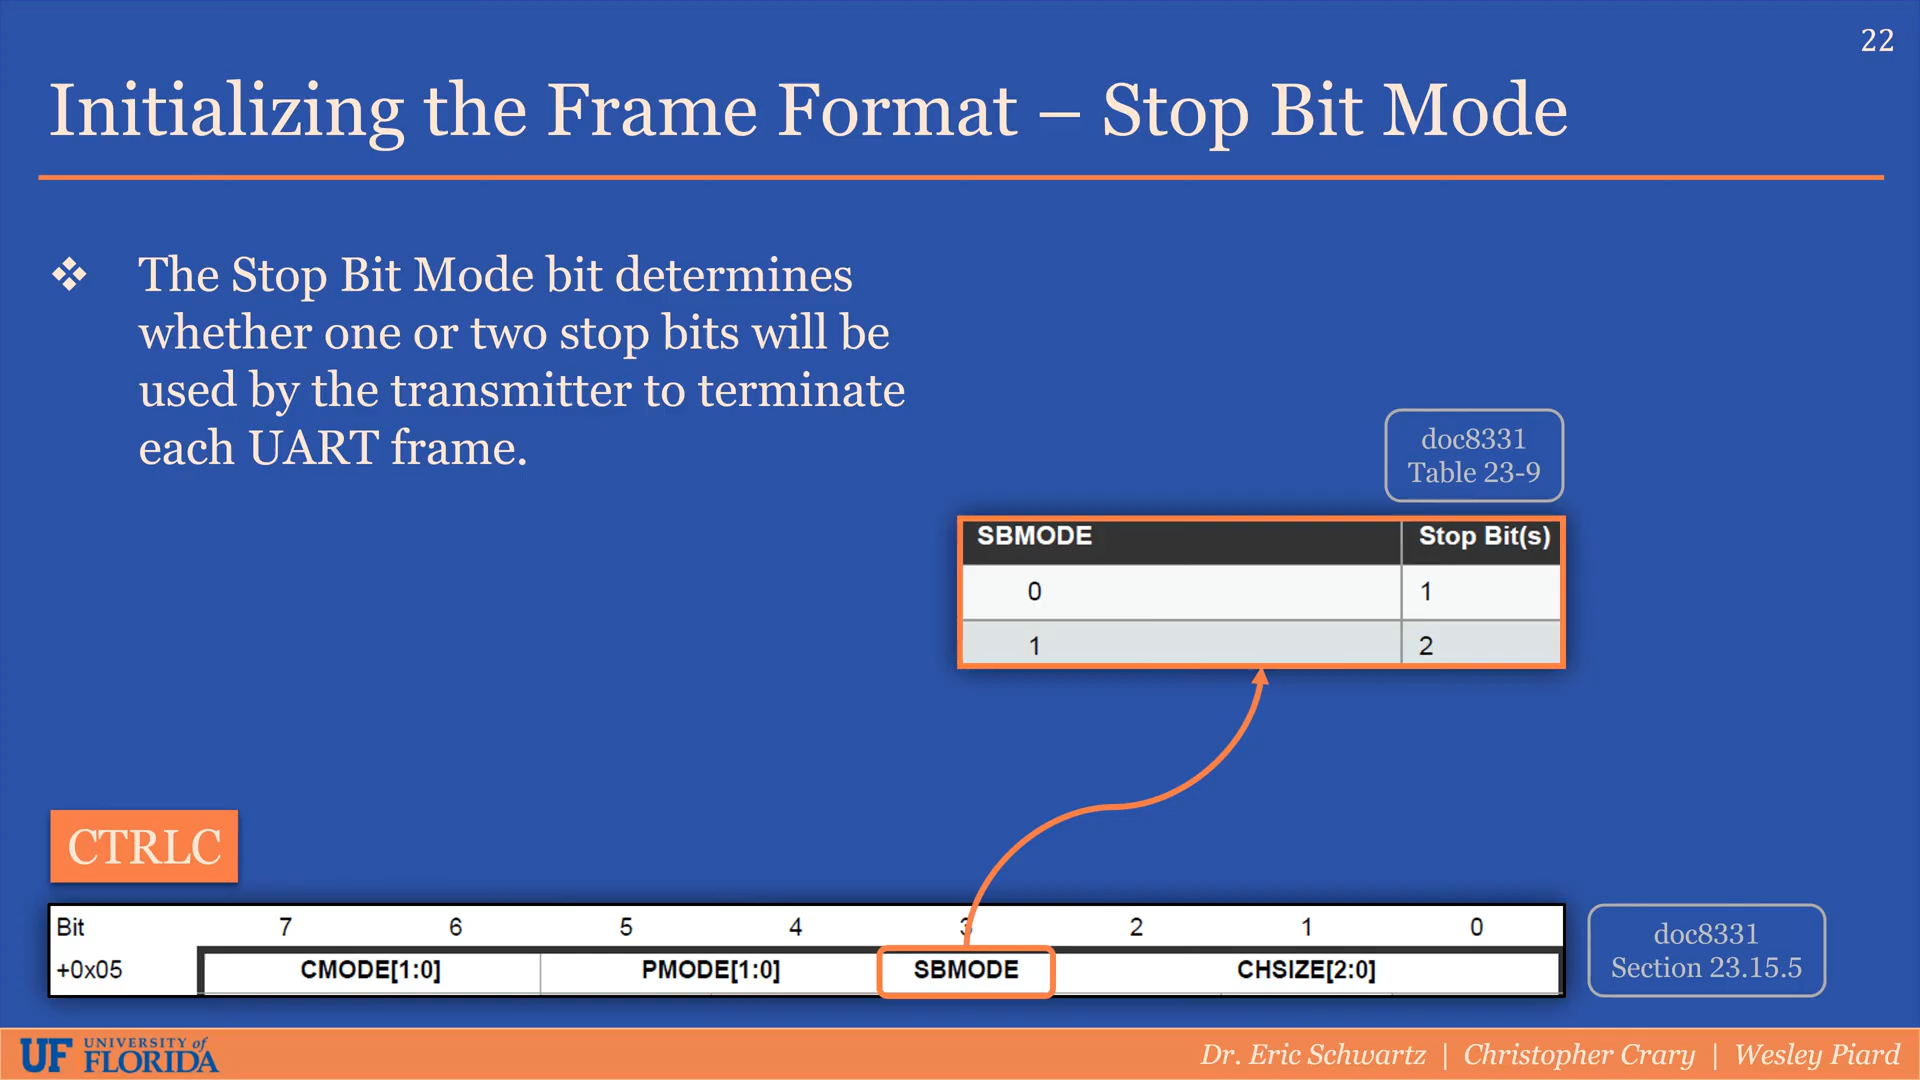 22
Initializing the Frame Format – Stop Bit Mode
❖ The Stop Bit Mode bit determines
whether one or two stop bits will be
used by the transmitter to terminate
each UART frame.
doc8331
Table 23-9
SBMODE Stop Bit(s)
0 1
1 2
CTRLC
Bit 7 6 5 4 3 2 1 0
+0x05 CMODE[1:0] PMODE[1:0] SBMODE CHSIZE[2:0]
doc8331
Section 23.15.5
UF UNIVERSITY of
FLORIDA
Dr. Eric Schwartz | Christopher Crary | Wesley Piard